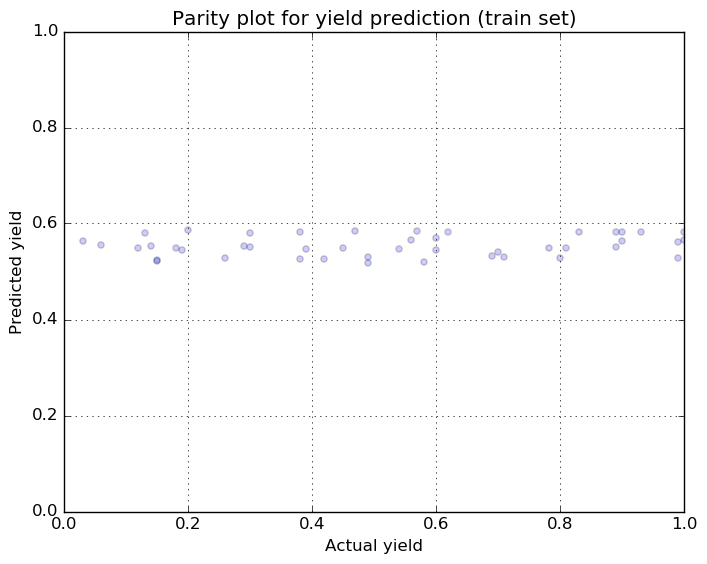 Parity plot for yield prediction (train set)
1.0
0.8
0.6
0.4
0.2
0.0
Predicted yield
0.0 0.2 0.4 0.6 0.8 1.0
Actual yield